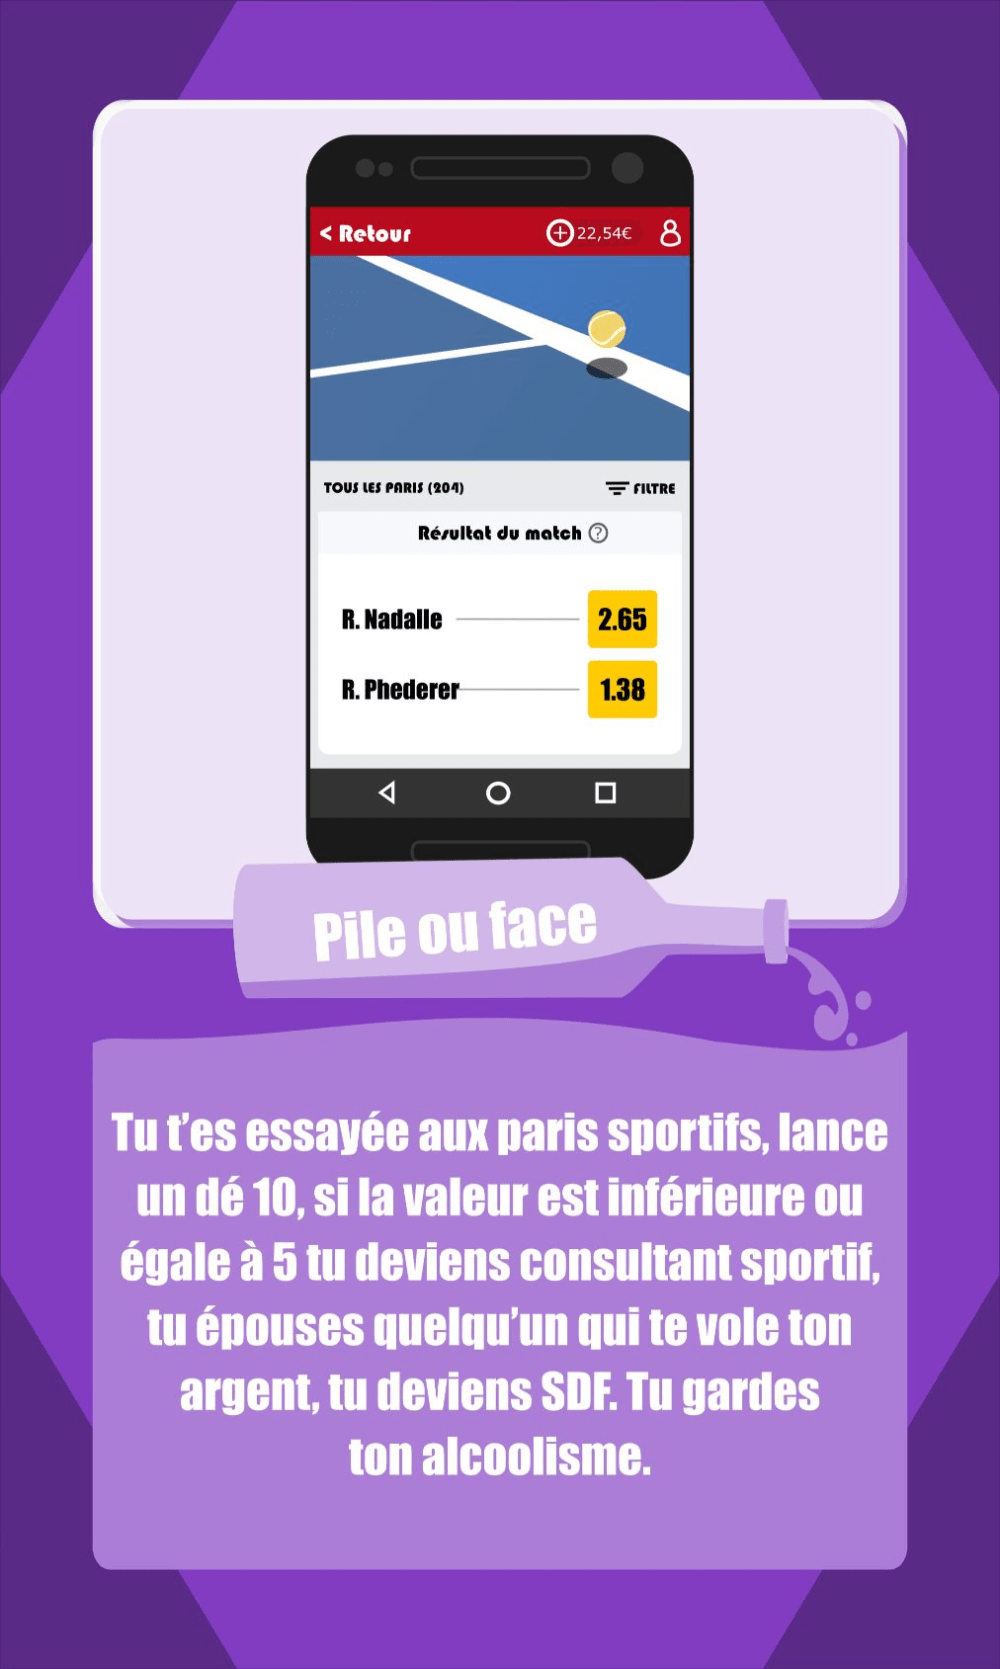 < Retour
22,54€
TOUS LES PARIS (204)
FILTRE
Résultat du match ?
R. Nadalle 2.65
R. Phederer 1.38
Pile ou face
Tu t'es essayée aux paris sportifs, lance
un dé 10, si la valeur est inférieure ou
égale à 5 tu deviens consultant sportif,
tu épouses quelqu'un qui te vole ton
argent, tu deviens SDF. Tu gardes
ton alcoolisme.